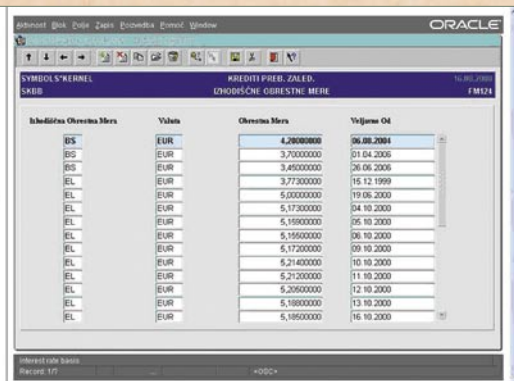 Aktivnost Blok Polje Zapis Poizvedba Pomoč Window
ORACLE
SYMBOLS*KERNEL KREDITI PREB. ZALED.
SKBB IZHODIŠČNE OBRESTNE MERE FM124
Izhodiščna Obrestna Mera Valuta Obrestna Mera Veljavna Od
BS EUR 4,20000000 06.08.2004
BS EUR 3,70000000 01.04.2006
BS EUR 3,45000000 26.06.2006
EL EUR 3,77300000 15.12.1999
EL EUR 5,00000000 19.06.2000
EL EUR 5,17300000 04.10.2000
EL EUR 5,15900000 05.10.2000
EL EUR 5,15500000 06.10.2000
EL EUR 5,17200000 09.10.2000
EL EUR 5,21400000 10.10.2000
EL EUR 5,21200000 11.10.2000
EL EUR 5,20500000 12.10.2000
EL EUR 5,18800000 13.10.2000
EL EUR 5,18500000 16.10.2000
Interest rate basis
Record: 1/? ... <OSC>